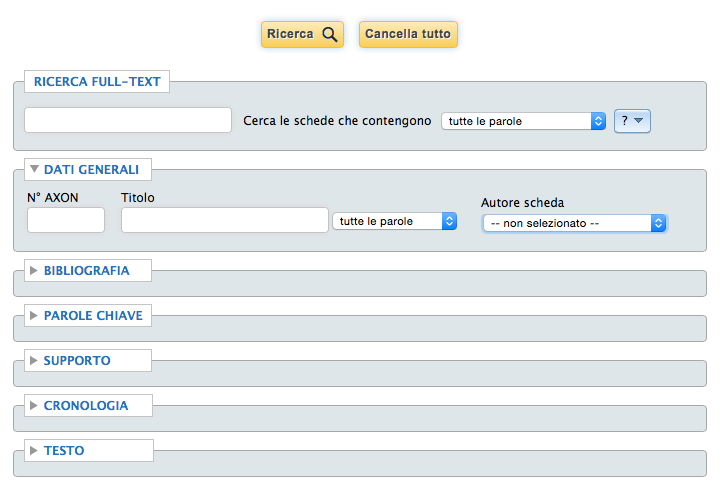 Ricerca Cancella tutto
RICERCA FULL-TEXT
Cerca le schede che contengono tutte le parole ?
DATI GENERALI
N° AXON Titolo Autore scheda
tutte le parole -- non selezionato --
BIBLIOGRAFIA
PAROLE CHIAVE
SUPPORTO
CRONOLOGIA
TESTO